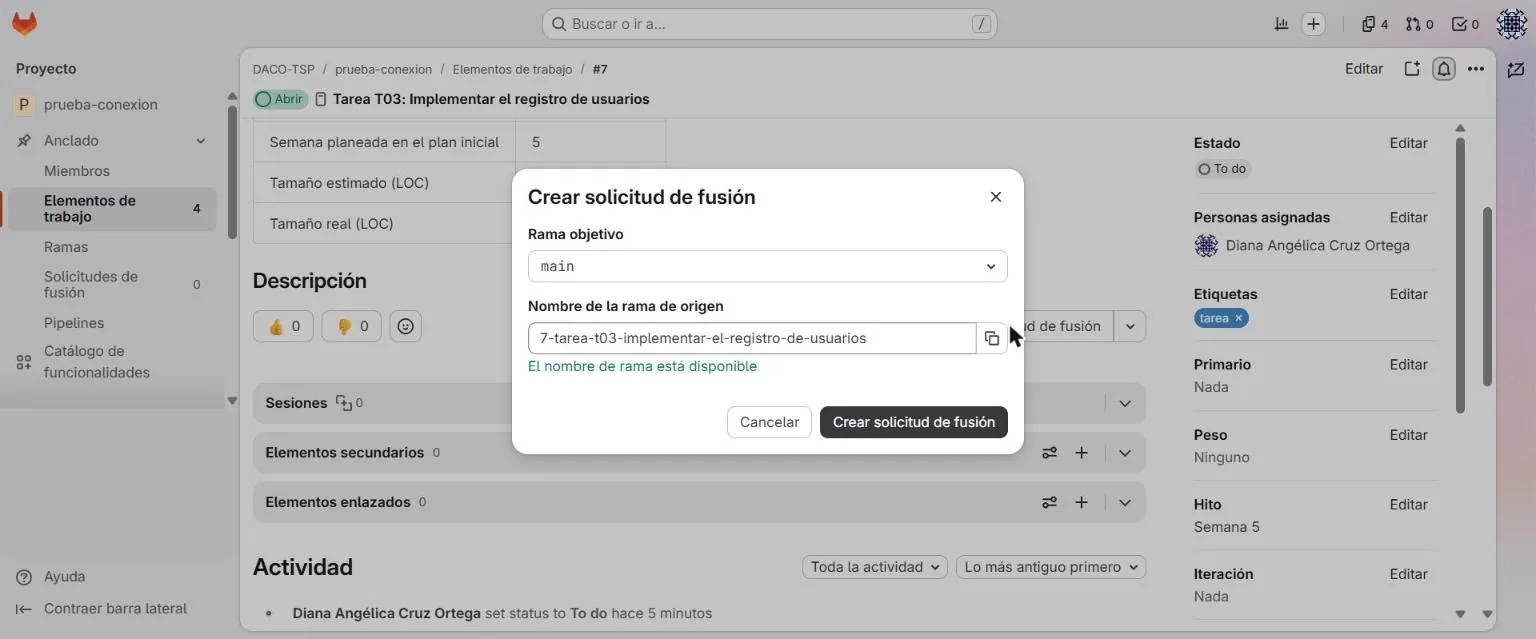 Buscar o ir a...
/
4
0
0
Proyecto
P
prueba-conexion
Anclado
Miembros
Elementos de
trabajo
4
Ramas
Solicitudes de
fusión
0
Pipelines
Catálogo de
funcionalidades
Ayuda
Contraer barra lateral
DACO-TSP / prueba-conexion / Elementos de trabajo / #7
Editar
Abrir
Tarea T03: Implementar el registro de usuarios
Semana planeada en el plan inicial
5
Tamaño estimado (LOC)
Tamaño real (LOC)
Descripción
👍 0
👎 0
ud de fusión
Sesiones
0
Elementos secundarios 0
Elementos enlazados 0
Actividad
Toda la actividad
Lo más antiguo primero
Diana Angélica Cruz Ortega set status to To do hace 5 minutos
Crear solicitud de fusión
Rama objetivo
main
Nombre de la rama de origen
7-tarea-t03-implementar-el-registro-de-usuarios
El nombre de rama está disponible
Cancelar
Crear solicitud de fusión
Estado
Editar
To do
Personas asignadas
Editar
Diana Angélica Cruz Ortega
Etiquetas
Editar
tarea ×
Primario
Editar
Nada
Peso
Editar
Ninguno
Hito
Editar
Semana 5
Iteración
Editar
Nada